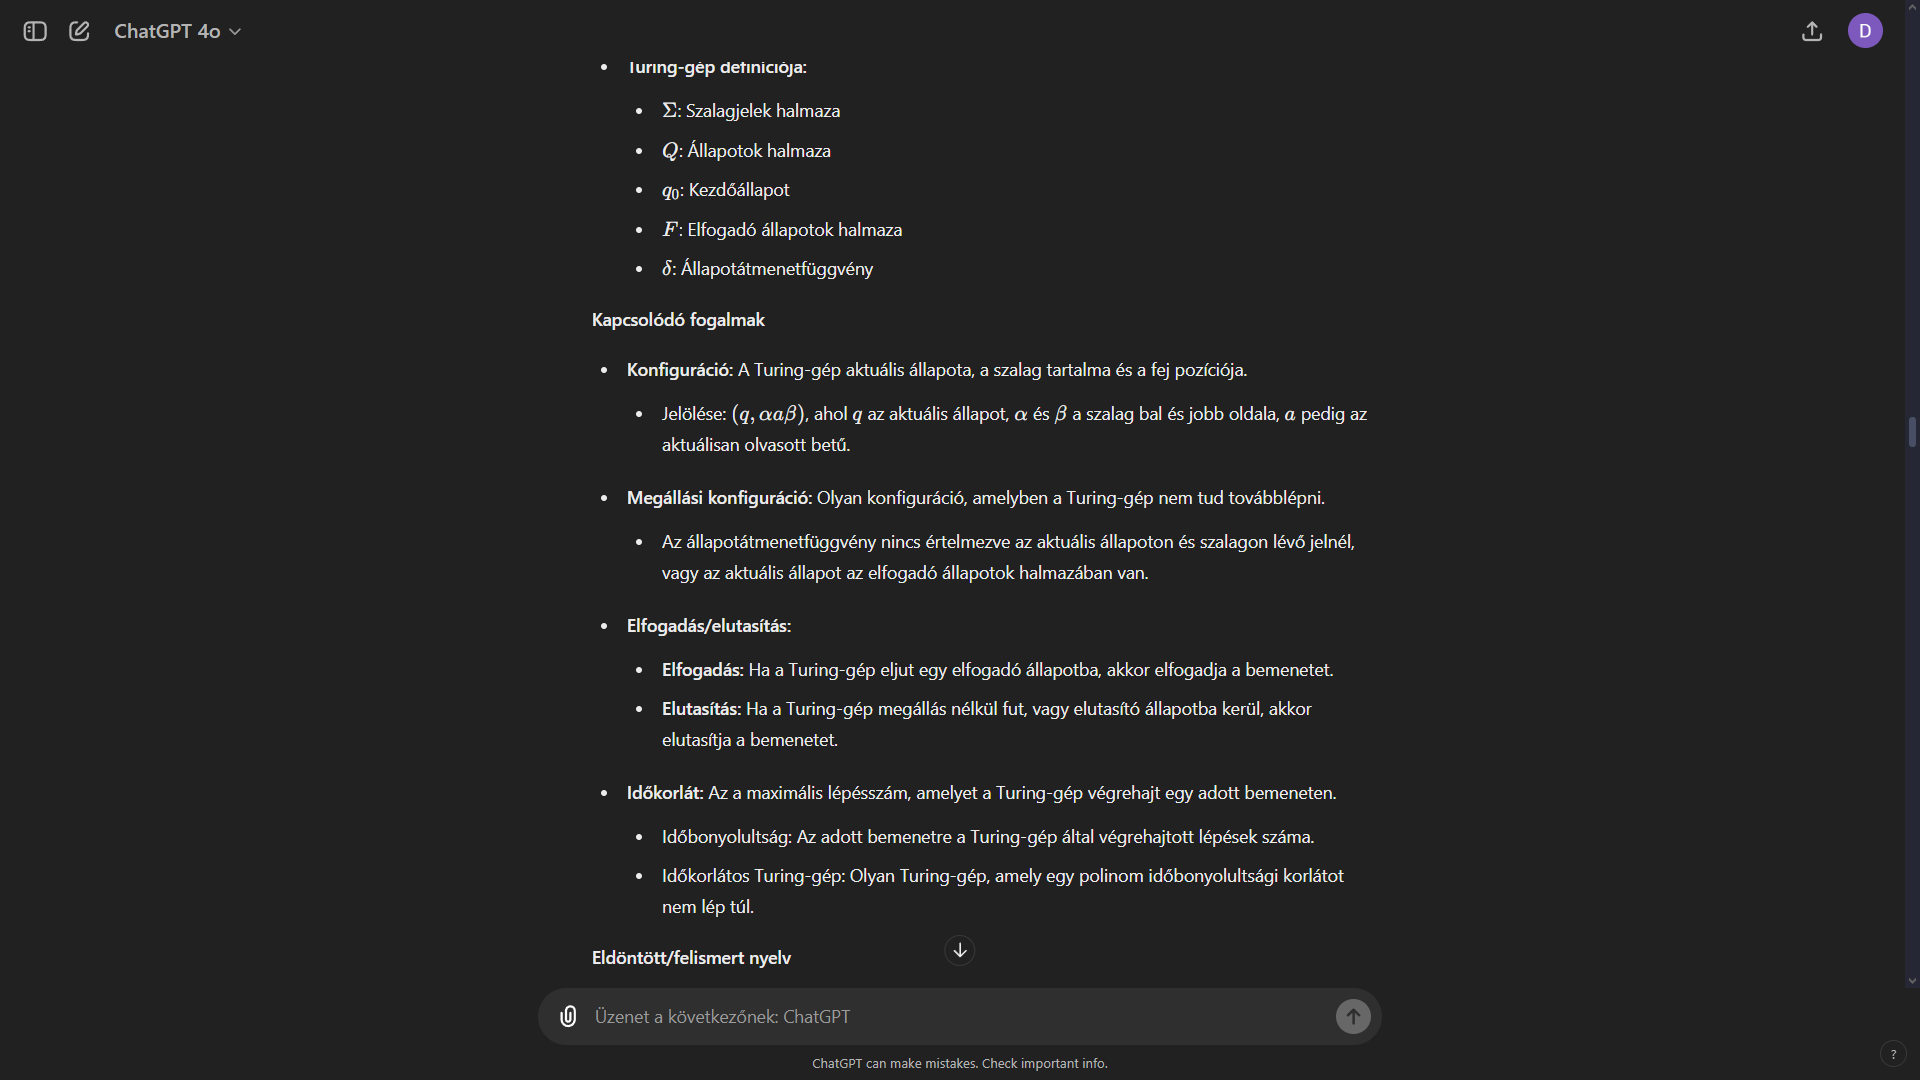 ChatGPT 4o
D
Turing-gép definíciója:
Σ: Szalagjelek halmaza
Q: Állapotok halmaza
q₀: Kezdőállapot
F: Elfogadó állapotok halmaza
δ: Állapotátmenetfüggvény
Kapcsolódó fogalmak
Konfiguráció: A Turing-gép aktuális állapota, a szalag tartalma és a fej pozíciója.
Jelölése: (q, αaβ), ahol q az aktuális állapot, α és β a szalag bal és jobb oldala, a pedig az
aktuálisan olvasott betű.
Megállási konfiguráció: Olyan konfiguráció, amelyben a Turing-gép nem tud továbblépni.
Az állapotátmenetfüggvény nincs értelmezve az aktuális állapoton és szalagon lévő jelnél,
vagy az aktuális állapot az elfogadó állapotok halmazában van.
Elfogadás/elutasítás:
Elfogadás: Ha a Turing-gép eljut egy elfogadó állapotba, akkor elfogadja a bemenetet.
Elutasítás: Ha a Turing-gép megállás nélkül fut, vagy elutasító állapotba kerül, akkor
elutasítja a bemenetet.
Időkorlát: Az a maximális lépésszám, amelyet a Turing-gép végrehajt egy adott bemeneten.
Időbonyolultság: Az adott bemenetre a Turing-gép által végrehajtott lépések száma.
Időkorlátos Turing-gép: Olyan Turing-gép, amely egy polinom időbonyolultsági korlátot
nem lép túl.
Eldöntött/felismert nyelv
Üzenet a következőnek: ChatGPT
ChatGPT can make mistakes. Check important info.
?